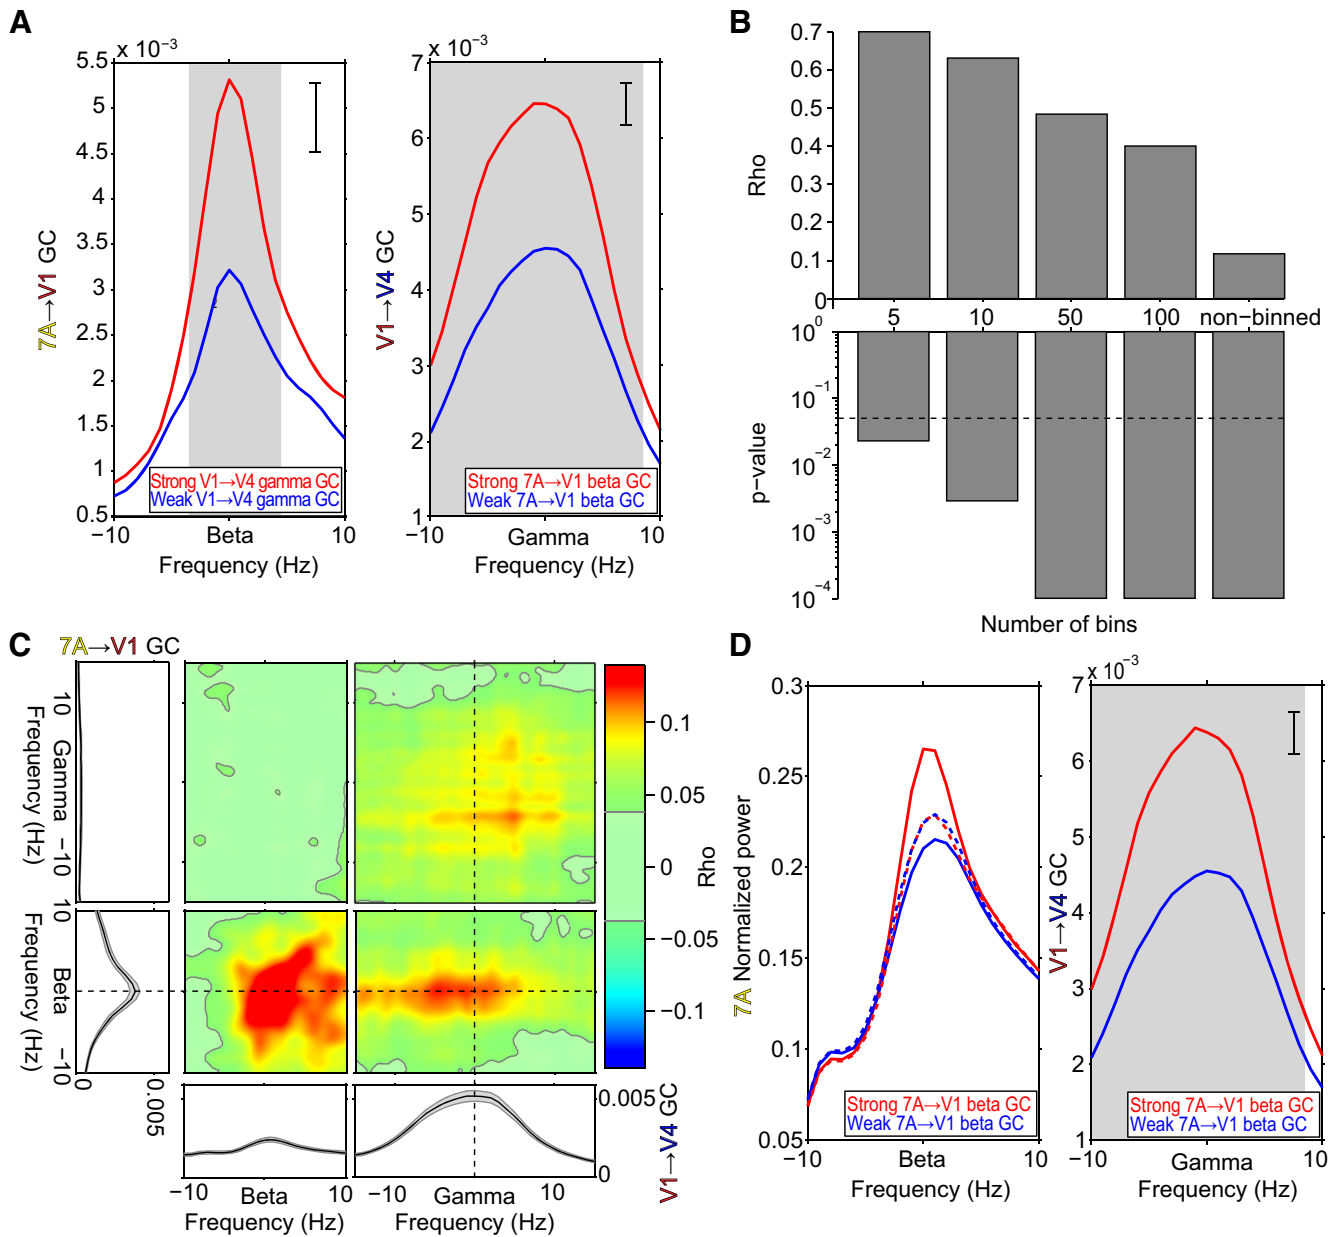 A
x 10⁻³
5.5
5
4.5
4
3.5
3
2.5
2
1.5
1
0.5
7A→V1 GC
Strong V1→V4 gamma GC
Weak V1→V4 gamma GC
−10 Beta 10
Frequency (Hz)
x 10⁻³
7
6
5
4
3
2
1
V1→V4 GC
Strong 7A→V1 beta GC
Weak 7A→V1 beta GC
−10 Gamma 10
Frequency (Hz)
B
0.7
0.6
0.5
0.4
0.3
0.2
0.1
0
Rho
5 10 50 100 non−binned
10⁰
10⁻¹
10⁻²
10⁻³
10⁻⁴
p−value
Number of bins
C
7A→V1 GC
10 Gamma −10
Frequency (Hz)
10 Beta −10
Frequency (Hz)
0 0.005
0.1
0.05
0
−0.05
−0.1
Rho
0.005
0
V1→V4 GC
−10 Beta 10
Frequency (Hz)
−10 Gamma 10
Frequency (Hz)
D
0.3
0.25
0.2
0.15
0.1
0.05
7A Normalized power
Strong 7A→V1 beta GC
Weak 7A→V1 beta GC
−10 Beta 10
Frequency (Hz)
x 10⁻³
7
6
5
4
3
2
1
V1→V4 GC
Strong 7A→V1 beta GC
Weak 7A→V1 beta GC
−10 Gamma 10
Frequency (Hz)